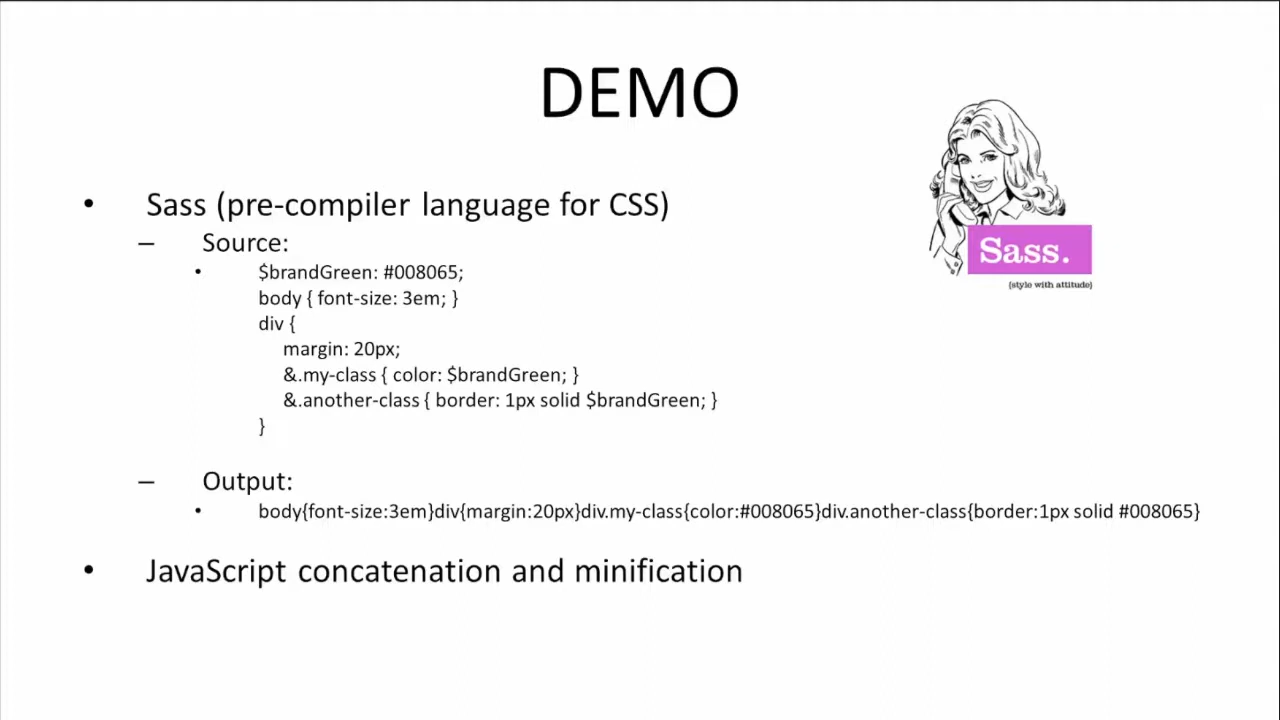 DEMO
• Sass (pre-compiler language for CSS)
– Source:
• $brandGreen: #008065;
body { font-size: 3em; }
div {
margin: 20px;
&.my-class { color: $brandGreen; }
&.another-class { border: 1px solid $brandGreen; }
}
– Output:
• body{font-size:3em}div{margin:20px}div.my-class{color:#008065}div.another-class{border:1px solid #008065}
• JavaScript concatenation and minification
Sass.
(style with attitude)